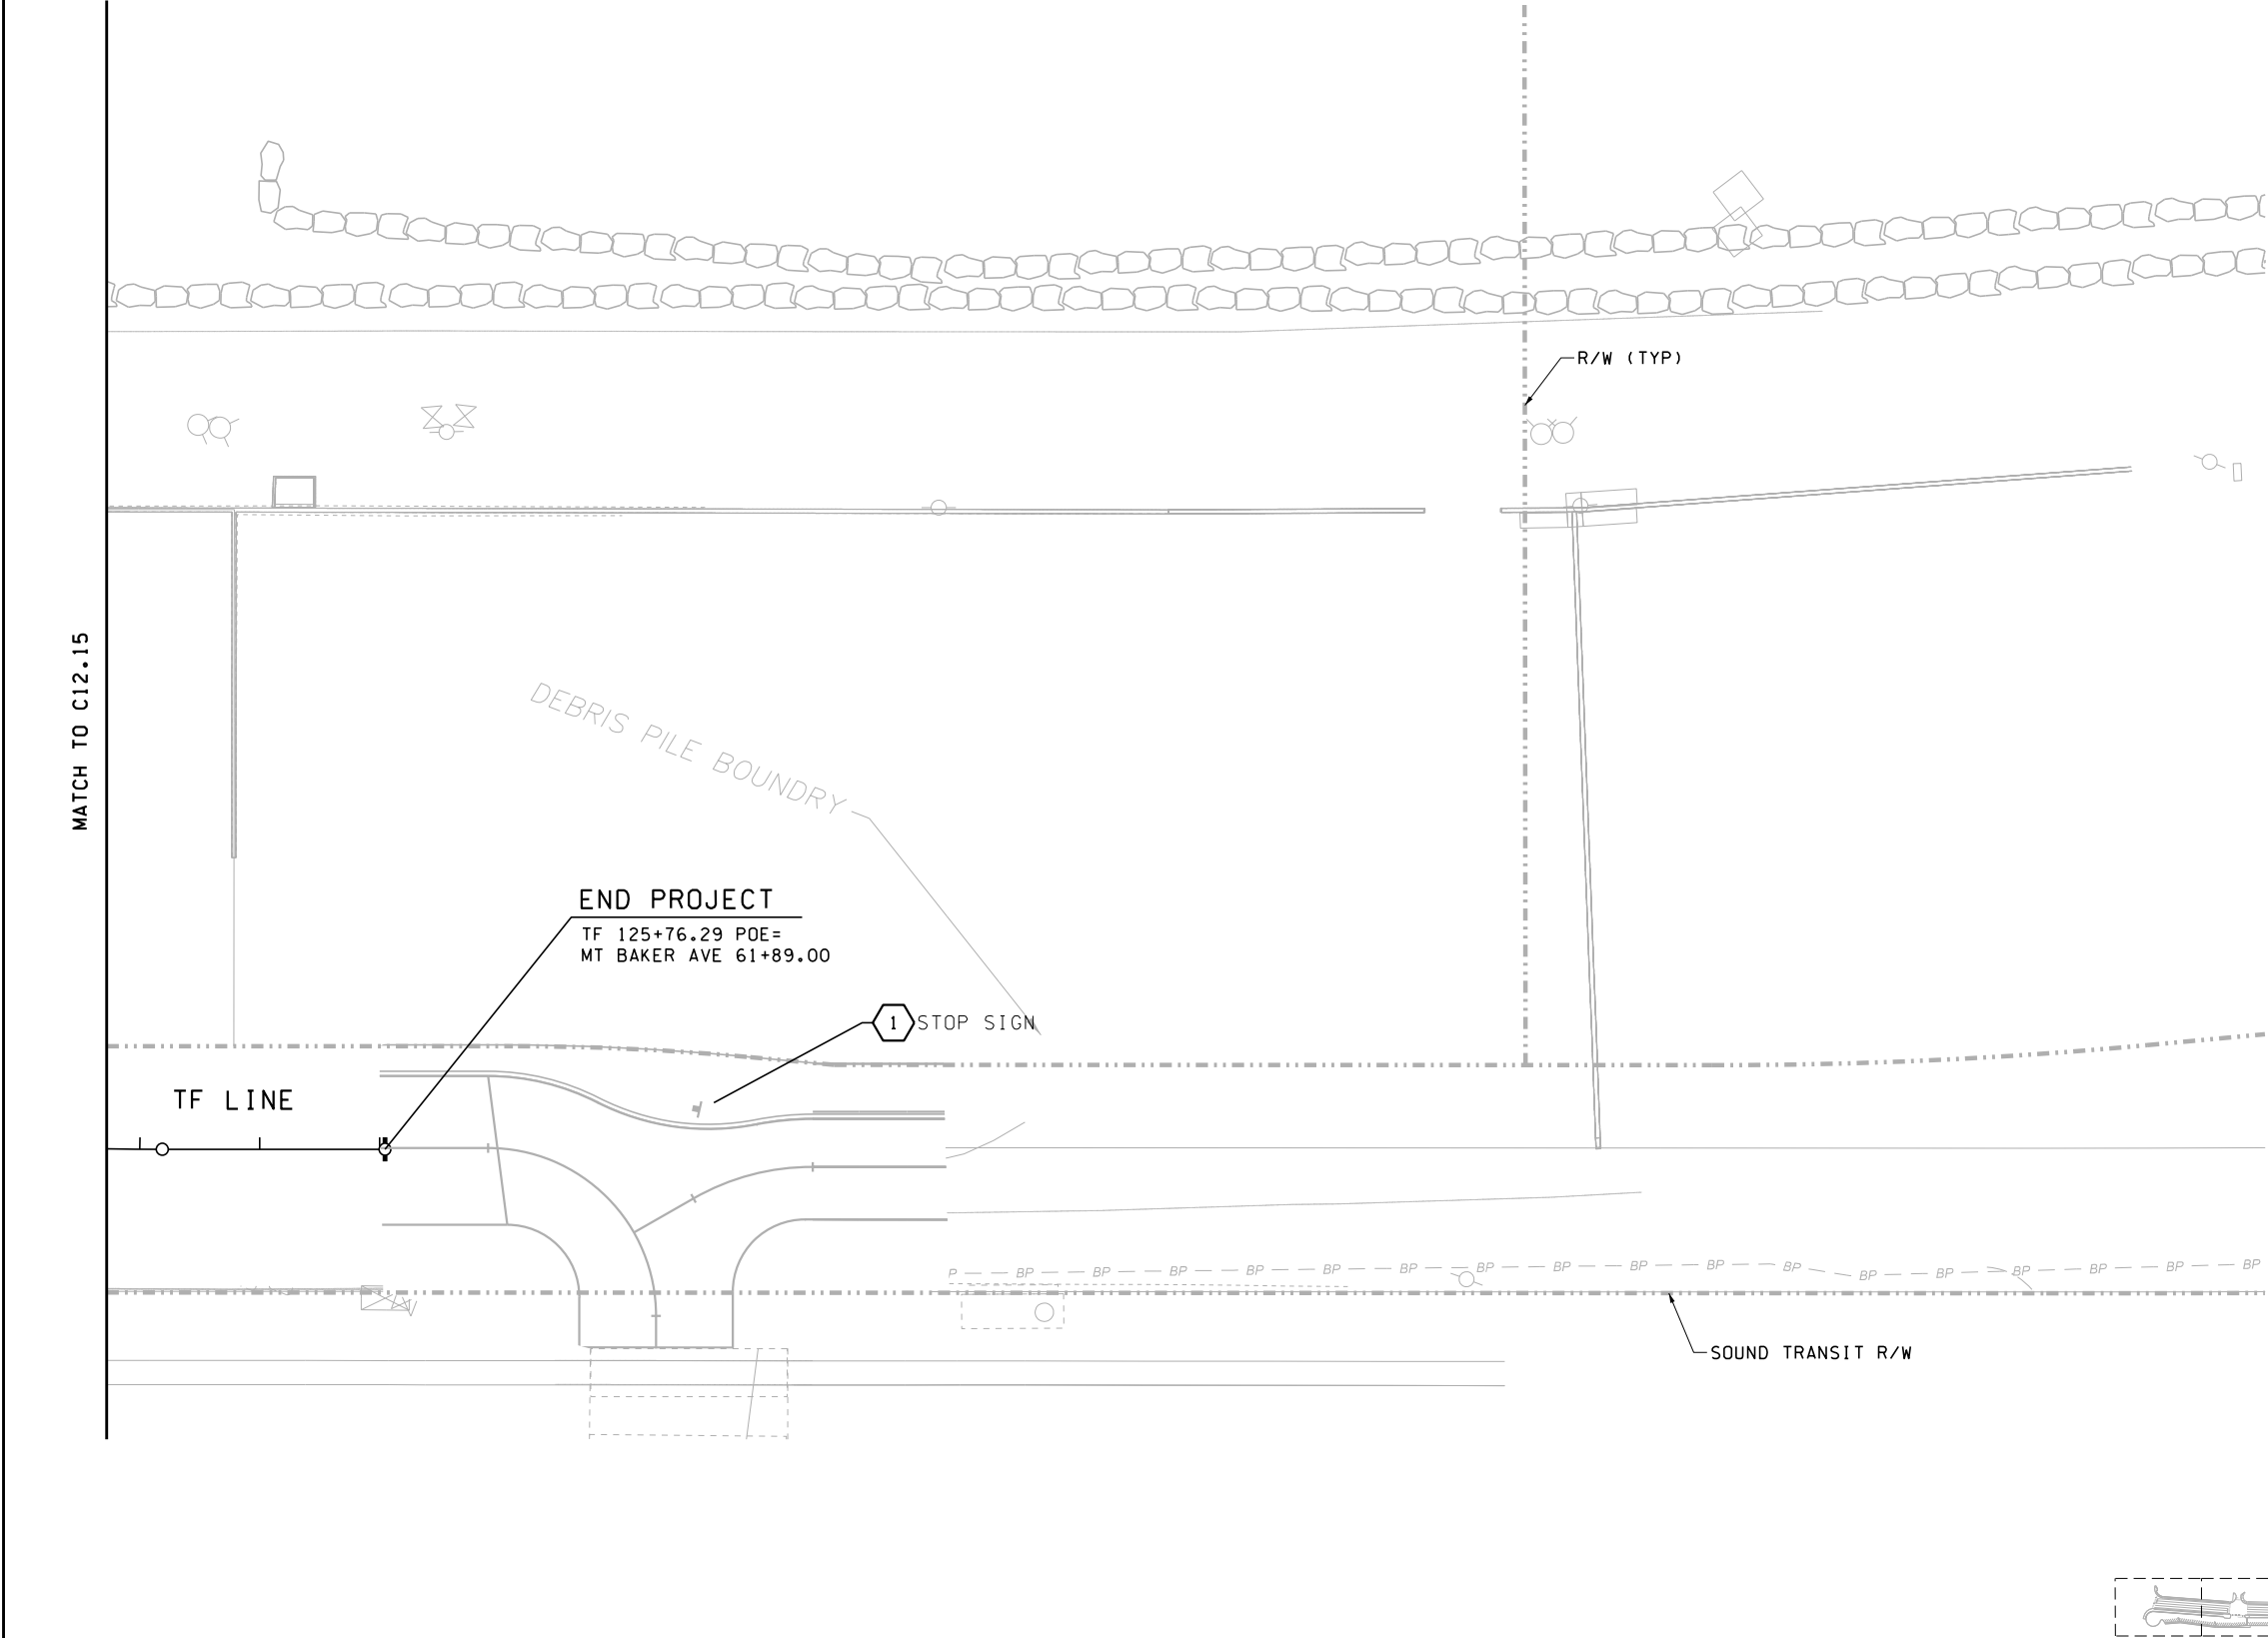 R/W (TYP)
MATCH TO C12.15
DEBRIS PILE BOUNDRY
END PROJECT
TF 125+76.29 POE=
MT BAKER AVE 61+89.00
1 STOP SIGN
TF LINE
P BP BP BP BP BP BP BP BP BP BP BP BP BP BP BP BP BP
SOUND TRANSIT R/W